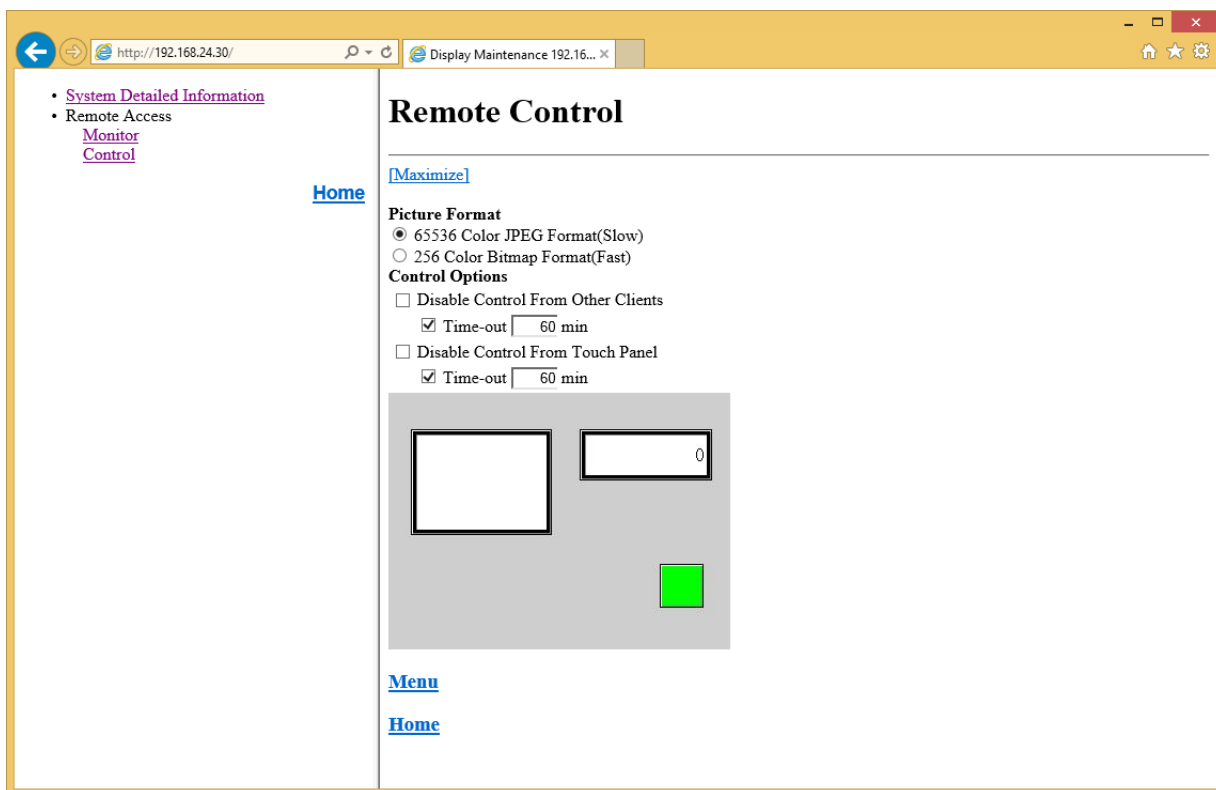 http://192.168.24.30/
Display Maintenance 192.16...
• System Detailed Information
• Remote Access
Monitor
Control
Home
Remote Control
[Maximize]
Picture Format
65536 Color JPEG Format(Slow)
256 Color Bitmap Format(Fast)
Control Options
Disable Control From Other Clients
Time-out 60 min
Disable Control From Touch Panel
Time-out 60 min
0
Menu
Home